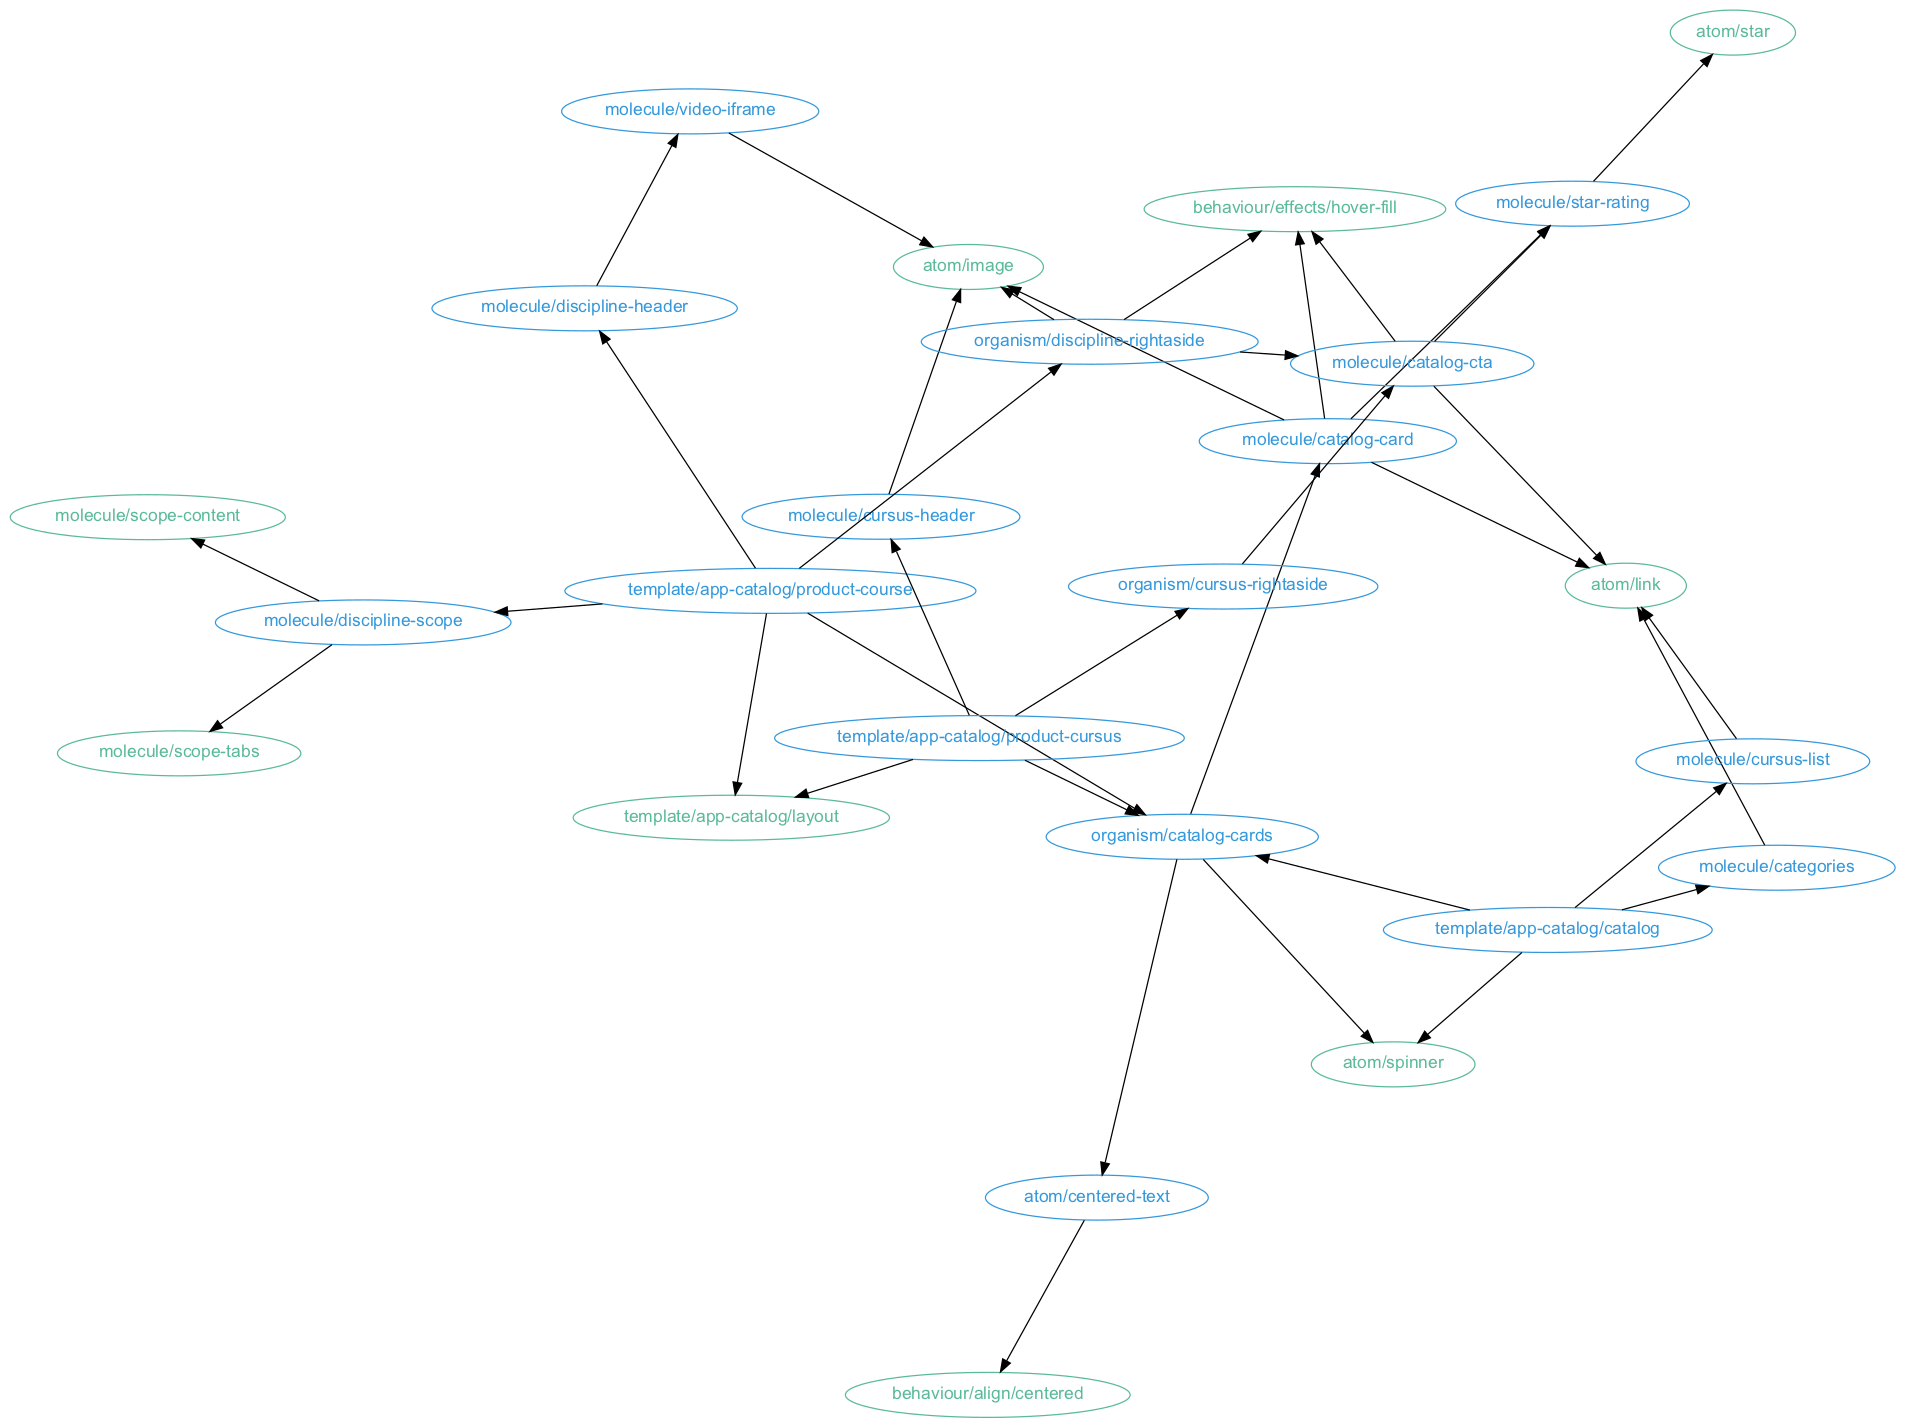 atom/star
molecule/video-iframe
molecule/star-rating
behaviour/effects/hover-fill
atom/image
molecule/discipline-header
organism/discipline-rightaside
molecule/catalog-cta
molecule/catalog-card
molecule/scope-content
molecule/cursus-header
template/app-catalog/product-course
organism/cursus-rightaside
atom/link
molecule/discipline-scope
template/app-catalog/product-cursus
molecule/scope-tabs
molecule/cursus-list
template/app-catalog/layout
organism/catalog-cards
molecule/categories
template/app-catalog/catalog
atom/spinner
atom/centered-text
behaviour/align/centered